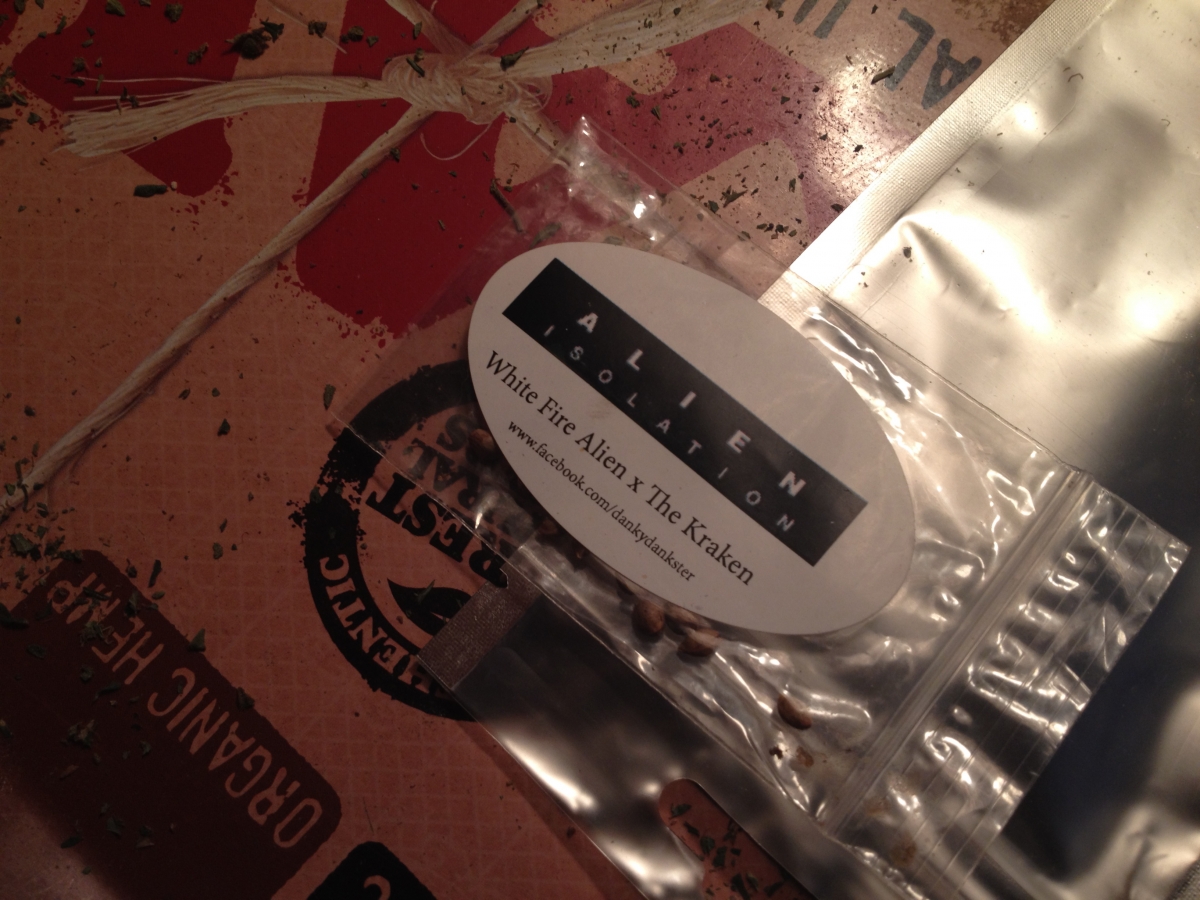 ALIEN
ISOLATION
White Fire Alien x The Kraken
www.facebook.com/dankydankster
ORGANIC HEMP